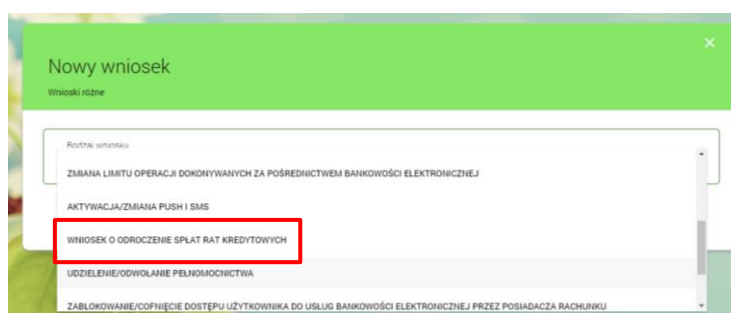 Nowy wniosek
Wnioski różne
Rodzaj wniosku
ZMIANA LIMITU OPERACJI DOKONYWANYCH ZA POŚREDNICTWEM BANKOWOŚCI ELEKTRONICZNEJ
AKTYWACJA/ZMIANA PUSH I SMS
WNIOSEK O ODROCZENIE SPŁAT RAT KREDYTOWYCH
UDZIELENIE/ODWOŁANIE PEŁNOMOCNICTWA
ZABLOKOWANIE/COFNIĘCIE DOSTĘPU UŻYTKOWNIKA DO USŁUG BANKOWOŚCI ELEKTRONICZNEJ PRZEZ POSIADACZA RACHUNKU